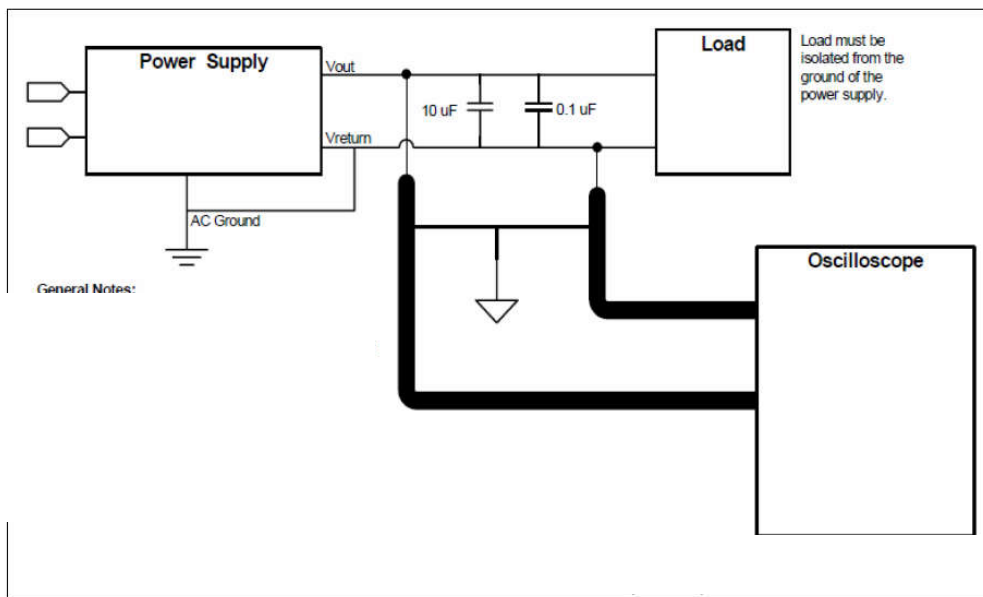 Power Supply
Vout
Load
Load must be
isolated from the
ground of the
power supply.
10 uF
0.1 uF
Vreturn
AC Ground
Oscilloscope
General Notes: